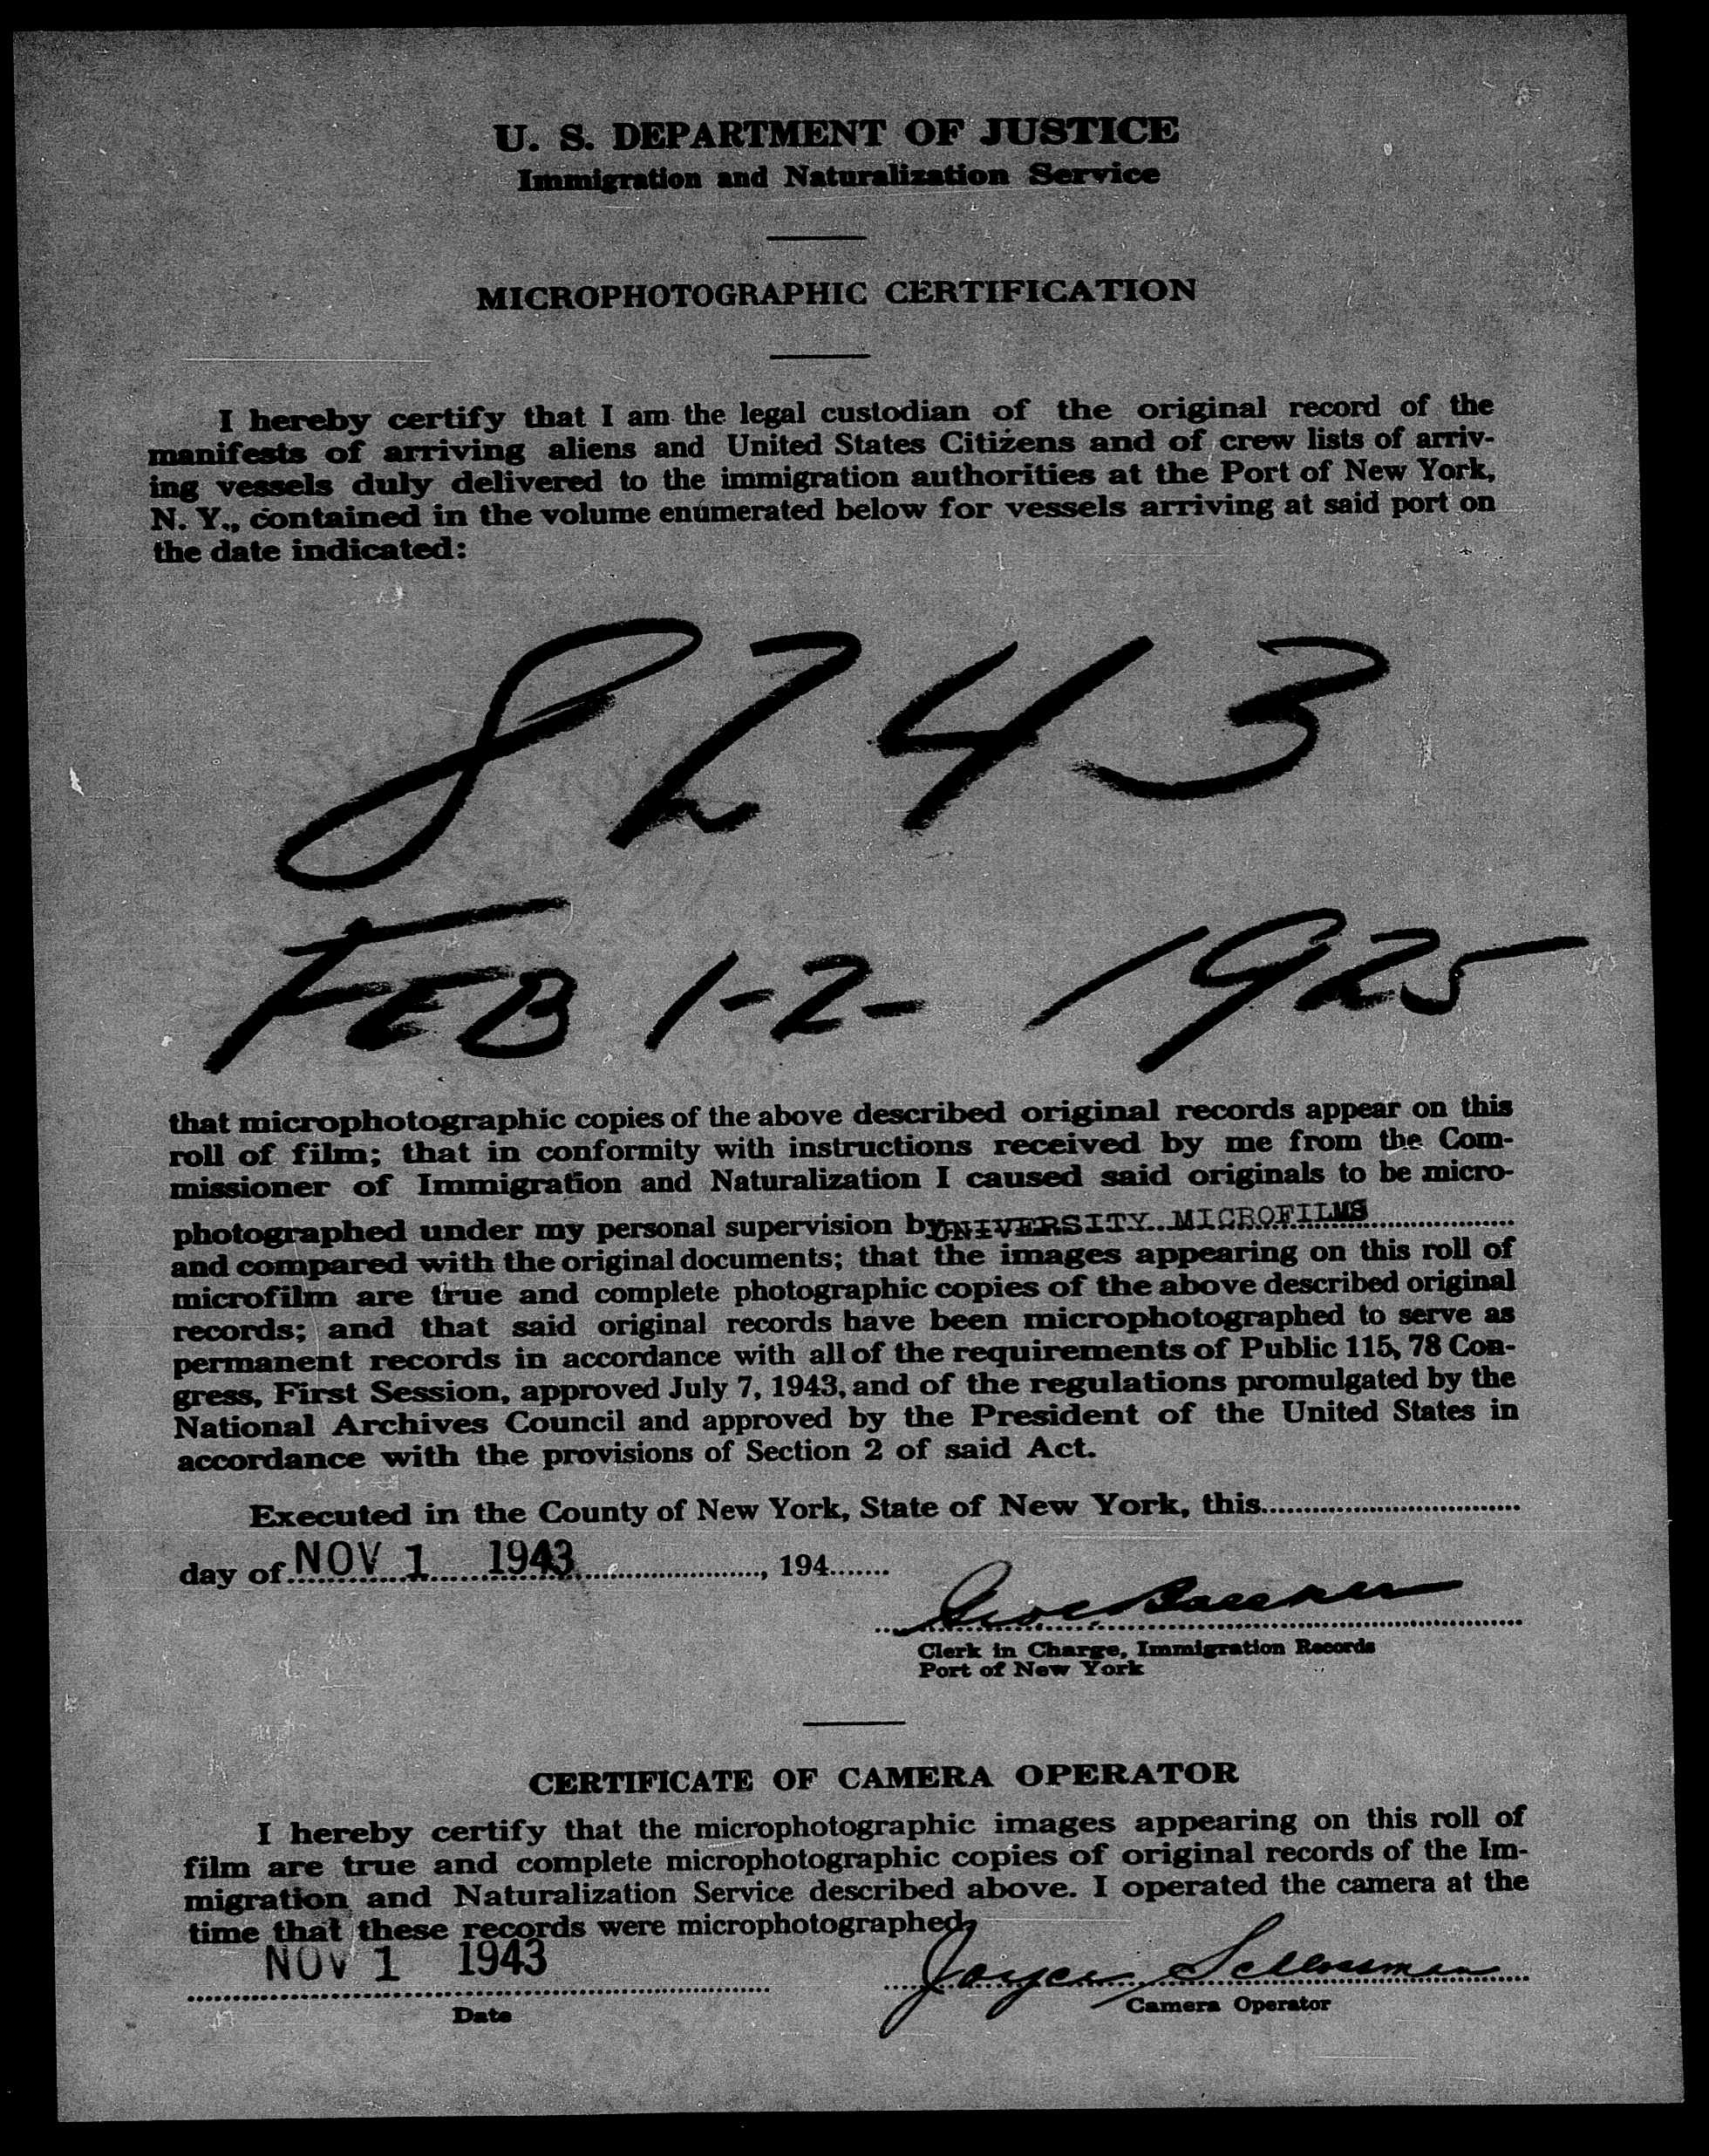 U. S. DEPARTMENT OF JUSTICE
Immigration and Naturalization Service
MICROPHOTOGRAPHIC CERTIFICATION
I hereby certify that I am the legal custodian of the original record of the
manifests of arriving aliens and United States Citizens and of crew lists of arriv-
ing vessels duly delivered to the immigration authorities at the Port of New York,
N. Y., contained in the volume enumerated below for vessels arriving at said port on
the date indicated:
8243
FEB 1-2- 1925
that microphotographic copies of the above described original records appear on this
roll of film; that in conformity with instructions received by me from the Com-
missioner of Immigration and Naturalization I caused said originals to be micro-
photographed under my personal supervision by UNIVERSITY MICROFILMS
and compared with the original documents; that the images appearing on this roll of
microfilm are true and complete photographic copies of the above described original
records; and that said original records have been microphotographed to serve as
permanent records in accordance with all of the requirements of Public 115, 78 Con-
gress, First Session, approved July 7, 1943, and of the regulations promulgated by the
National Archives Council and approved by the President of the United States in
accordance with the provisions of Section 2 of said Act.
Executed in the County of New York, State of New York, this
day of NOV 1 1943, 194
Clerk in Charge, Immigration Records
Port of New York
CERTIFICATE OF CAMERA OPERATOR
I hereby certify that the microphotographic images appearing on this roll of
film are true and complete microphotographic copies of original records of the Im-
migration and Naturalization Service described above. I operated the camera at the
time that these records were microphotographed.
NOV 1 1943
Joyce Schlossman
Date
Camera Operator